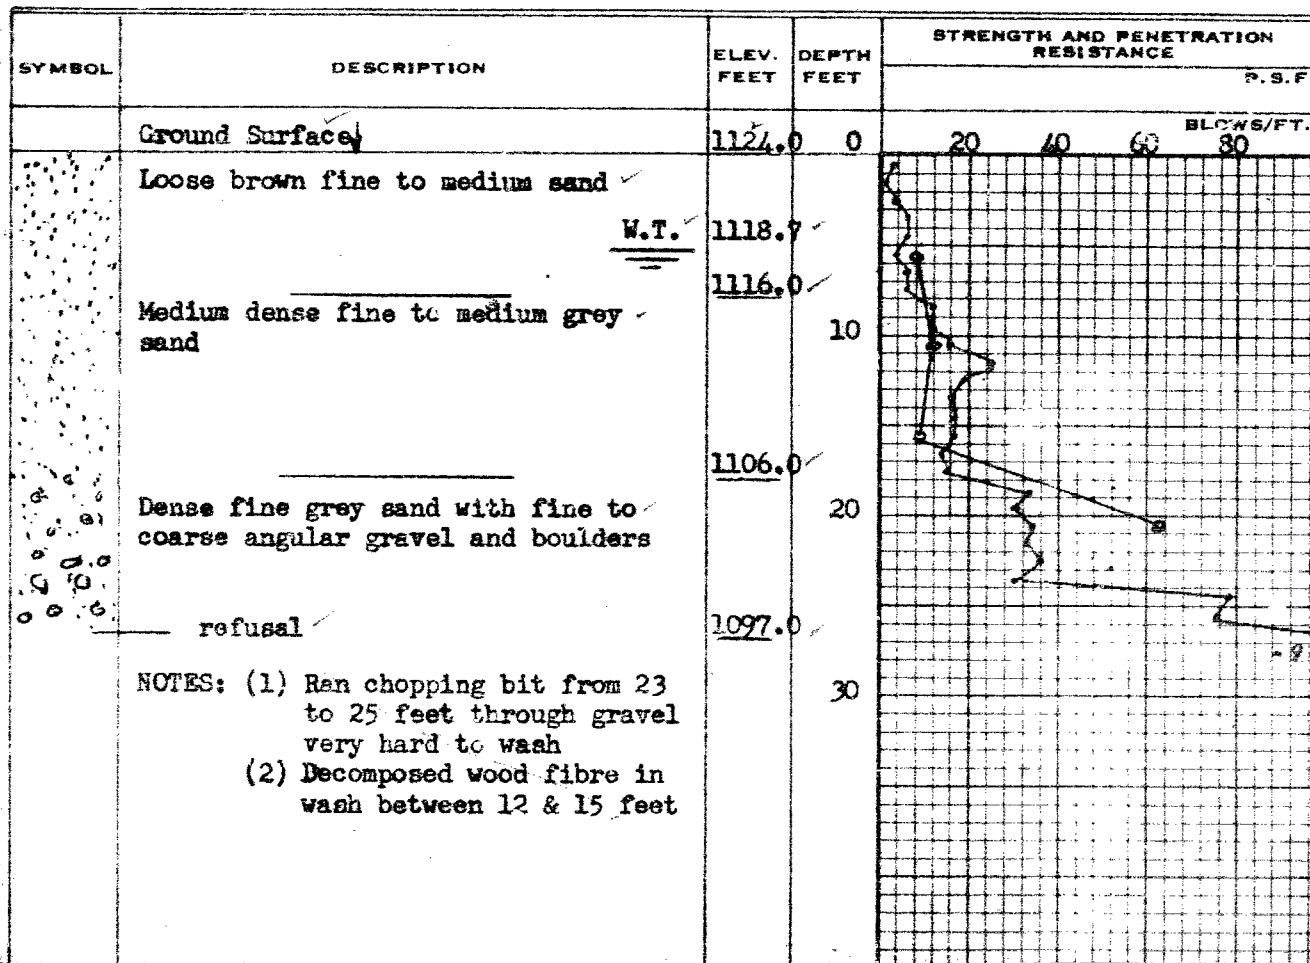 SYMBOL
DESCRIPTION
ELEV. FEET
DEPTH FEET
STRENGTH AND PENETRATION RESISTANCE
P.S.F
BLOWS/FT.
20 40 60 80
Ground Surface 1124.0 0
Loose brown fine to medium sand
W.T. 1118.7
1116.0
Medium dense fine to medium grey
sand
10
1106.0
Dense fine grey sand with fine to
coarse angular gravel and boulders
20
refusal 1097.0
NOTES: (1) Ran chopping bit from 23
to 25 feet through gravel
very hard to wash
(2) Decomposed wood fibre in
wash between 12 & 15 feet
30